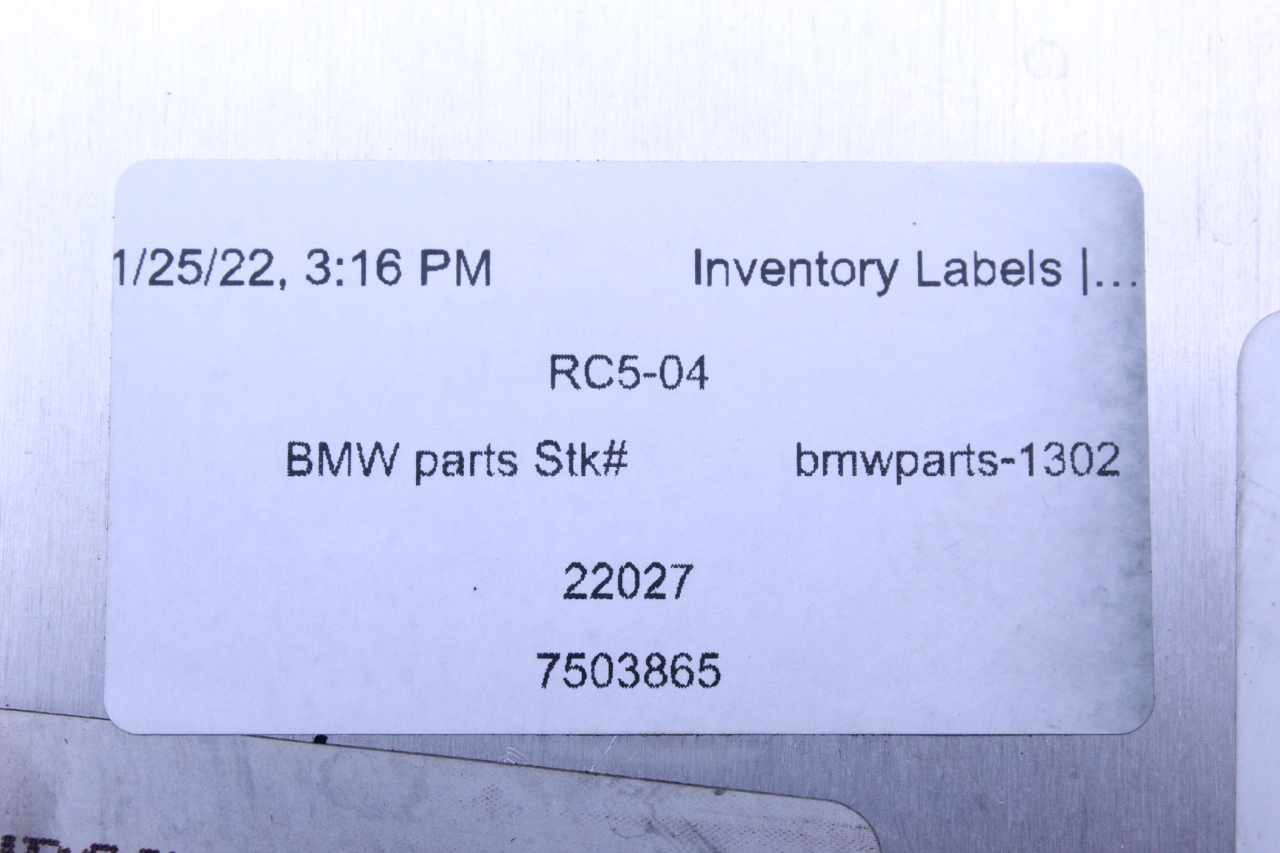 1/25/22, 3:16 PM Inventory Labels |...
RC5-04
BMW parts Stk# bmwparts-1302
22027
7503865